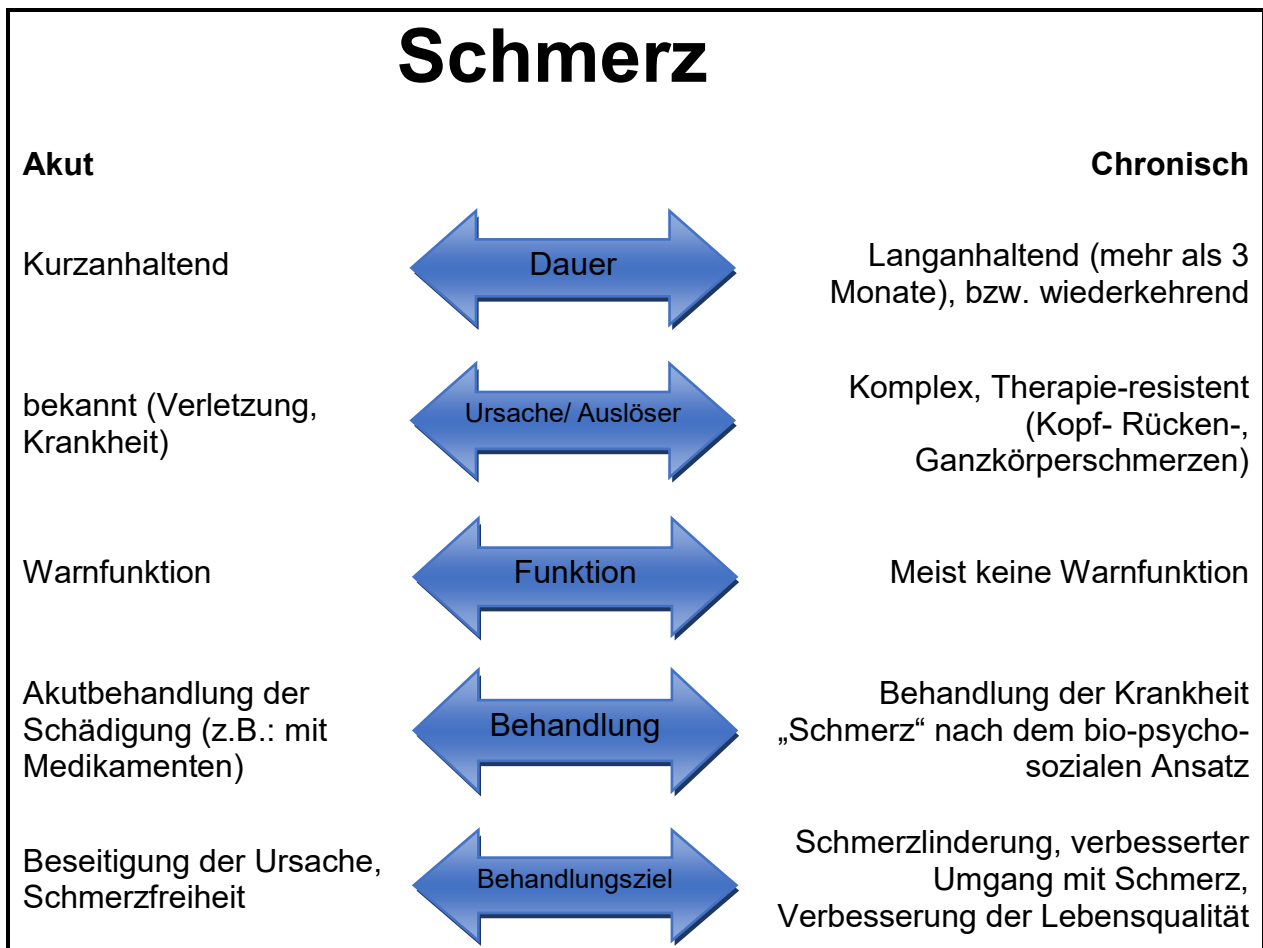 Schmerz
Akut
Chronisch
Kurzanhaltend
Dauer
Langanhaltend (mehr als 3
Monate), bzw. wiederkehrend
bekannt (Verletzung,
Krankheit)
Ursache/ Auslöser
Komplex, Therapie-resistent
(Kopf- Rücken-,
Ganzkörperschmerzen)
Warnfunktion
Funktion
Meist keine Warnfunktion
Akutbehandlung der
Schädigung (z.B.: mit
Medikamenten)
Behandlung
Behandlung der Krankheit
„Schmerz“ nach dem bio-psycho-
sozialen Ansatz
Beseitigung der Ursache,
Schmerzfreiheit
Behandlungsziel
Schmerzlinderung, verbesserter
Umgang mit Schmerz,
Verbesserung der Lebensqualität